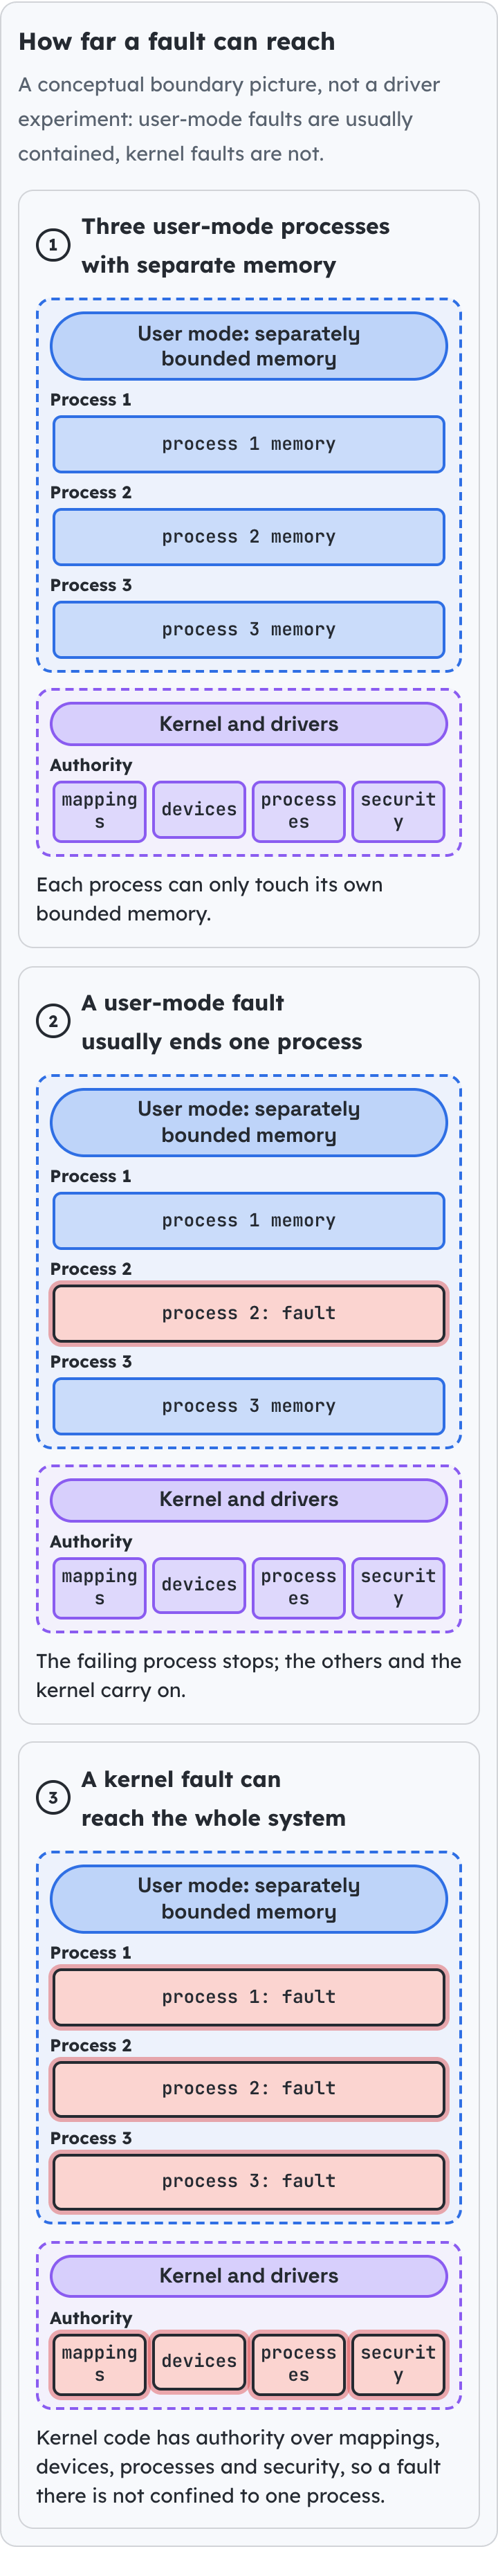 How far a fault can reach
A conceptual boundary picture, not a driver
experiment: user-mode faults are usually
contained, kernel faults are not.
1
Three user-mode processes
with separate memory
User mode: separately
bounded memory
Process 1
process 1 memory
Process 2
process 2 memory
Process 3
process 3 memory
Kernel and drivers
Authority
mapping
s
devices
process
es
securit
y
Each process can only touch its own
bounded memory.
2
A user-mode fault
usually ends one process
User mode: separately
bounded memory
Process 1
process 1 memory
Process 2
process 2: fault
Process 3
process 3 memory
Kernel and drivers
Authority
mapping
s
devices
process
es
securit
y
The failing process stops; the others and the
kernel carry on.
3
A kernel fault can
reach the whole system
User mode: separately
bounded memory
Process 1
process 1: fault
Process 2
process 2: fault
Process 3
process 3: fault
Kernel and drivers
Authority
mapping
s
devices
process
es
securit
y
Kernel code has authority over mappings,
devices, processes and security, so a fault
there is not confined to one process.